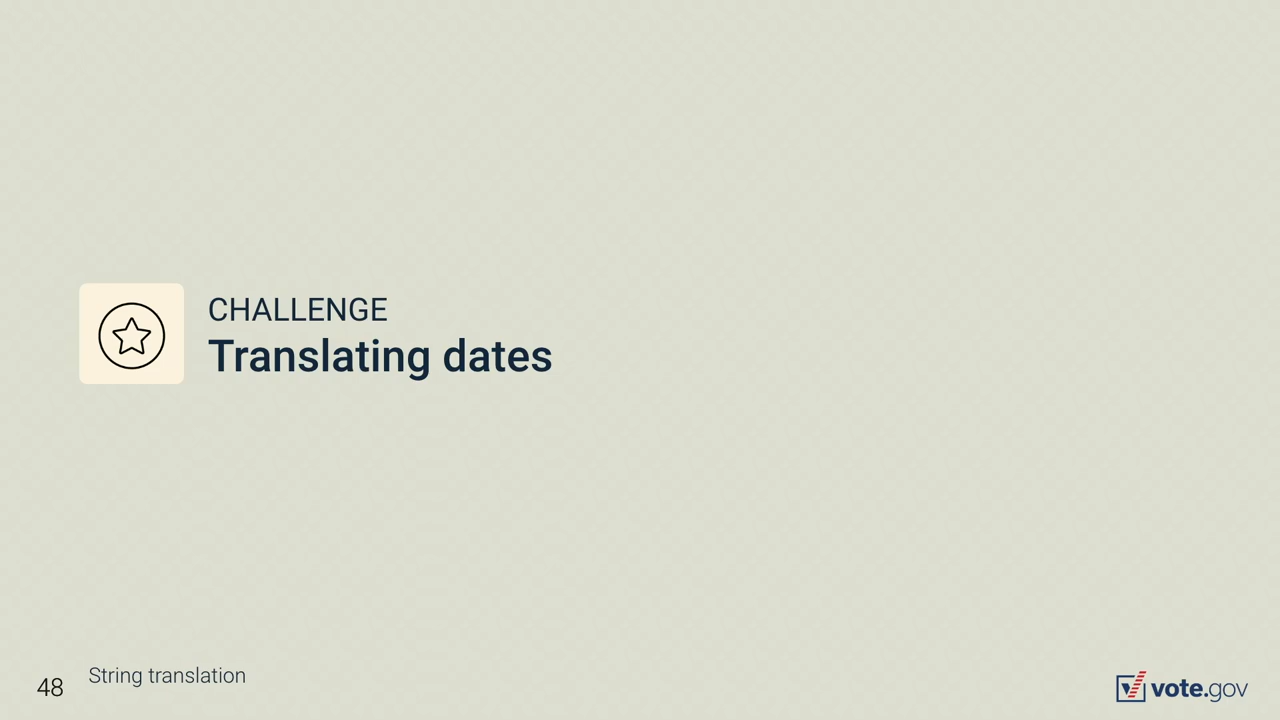 CHALLENGE
Translating dates
48
String translation
vote.gov